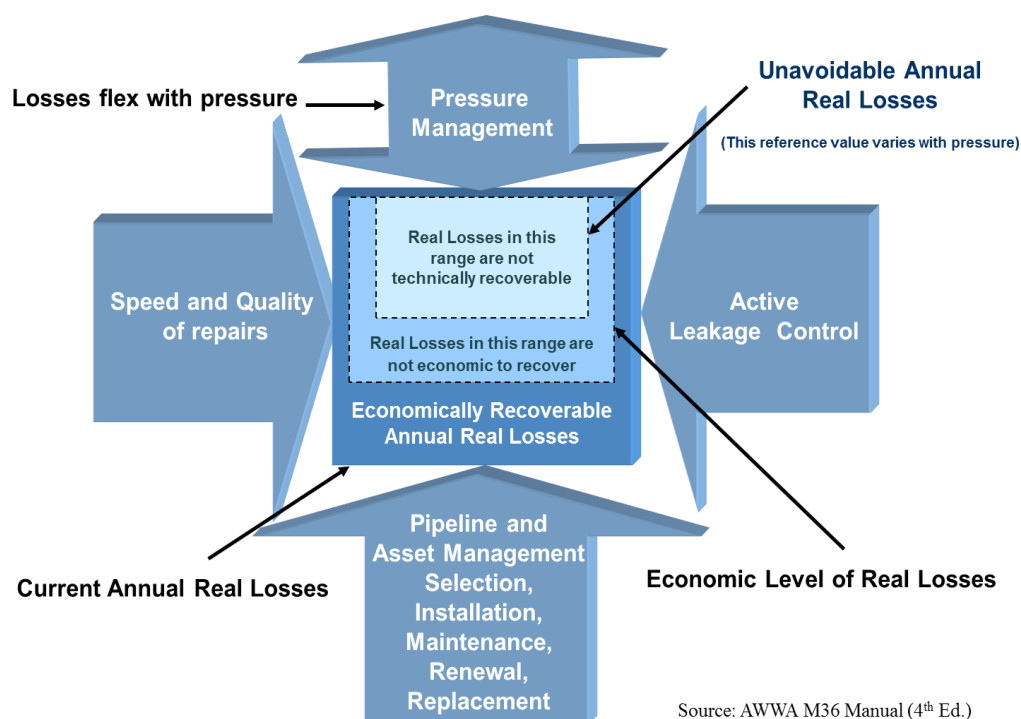 Losses flex with pressure
Pressure
Management
Unavoidable Annual
Real Losses
(This reference value varies with pressure)
Speed and Quality
of repairs
Real Losses in this
range are not
technically recoverable
Real Losses in this range are
not economic to recover
Economically Recoverable
Annual Real Losses
Active
Leakage Control
Current Annual Real Losses
Pipeline and
Asset Management
Selection,
Installation,
Maintenance,
Renewal,
Replacement
Economic Level of Real Losses
Source: AWWA M36 Manual (4th Ed.)